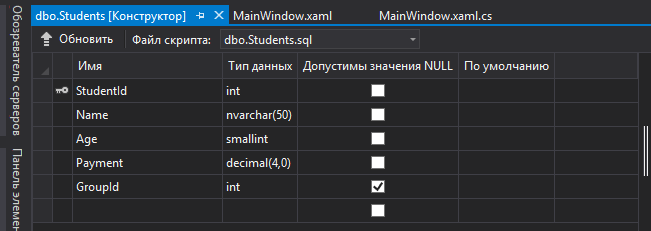 dbo.Students [Конструктор] MainWindow.xaml MainWindow.xaml.cs
Обновить Файл скрипта: dbo.Students.sql
Имя Тип данных Допустимы значения NULL По умолчанию
StudentId int
Name nvarchar(50)
Age smallint
Payment decimal(4,0)
GroupId int
Обозреватель серверов
Панель элемен